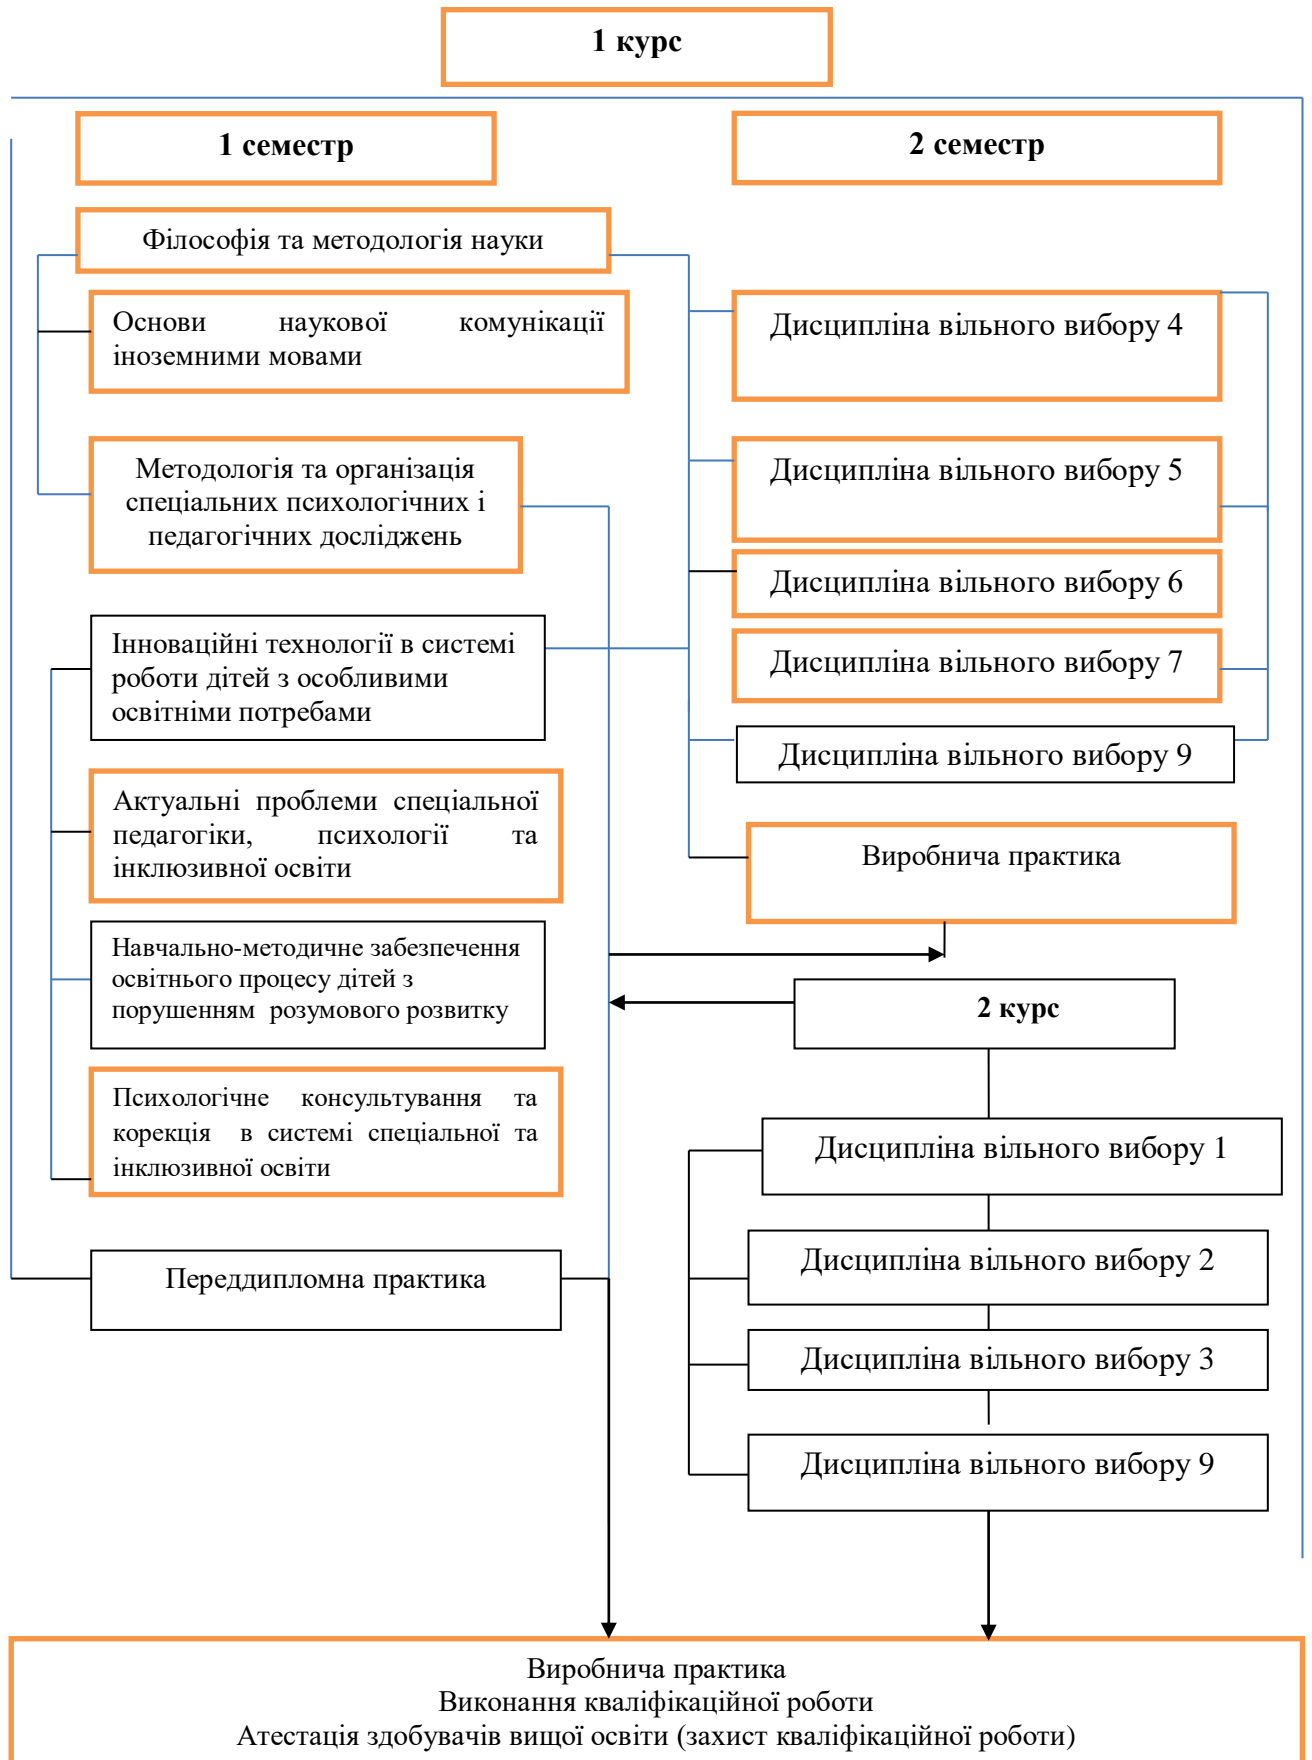 1 курс
1 семестр
2 семестр
Філософія та методологія науки
Основи наукової комунікації
іноземними мовами
Методологія та організація
спеціальних психологічних і
педагогічних досліджень
Інноваційні технології в системі
роботи дітей з особливими
освітніми потребами
Актуальні проблеми спеціальної
педагогіки, психології та
інклюзивної освіти
Навчально-методичне забезпечення
освітнього процесу дітей з
порушенням розумового розвитку
Психологічне консультування та
корекція в системі спеціальної та
інклюзивної освіти
Переддипломна практика
Дисципліна вільного вибору 4
Дисципліна вільного вибору 5
Дисципліна вільного вибору 6
Дисципліна вільного вибору 7
Дисципліна вільного вибору 9
Виробнича практика
2 курс
Дисципліна вільного вибору 1
Дисципліна вільного вибору 2
Дисципліна вільного вибору 3
Дисципліна вільного вибору 9
Виробнича практика
Виконання кваліфікаційної роботи
Атестація здобувачів вищої освіти (захист кваліфікаційної роботи)